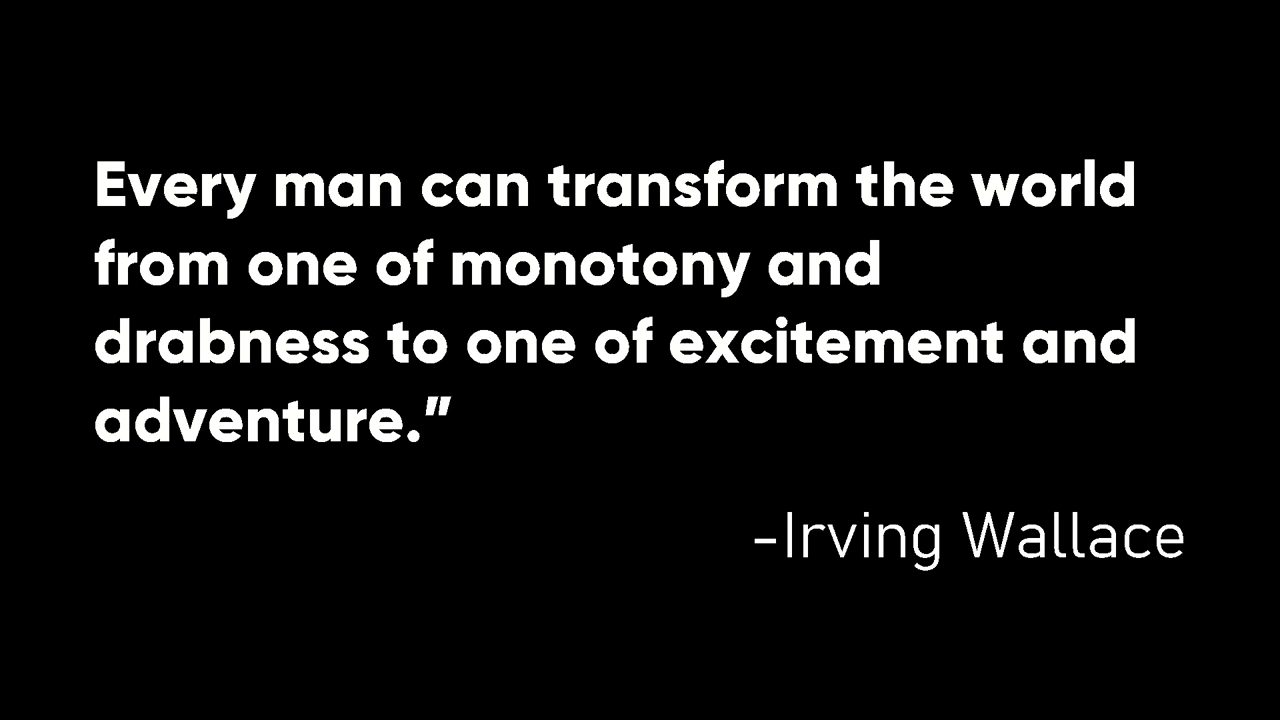 Every man can transform the world
from one of monotony and
drabness to one of excitement and
adventure.”
-Irving Wallace